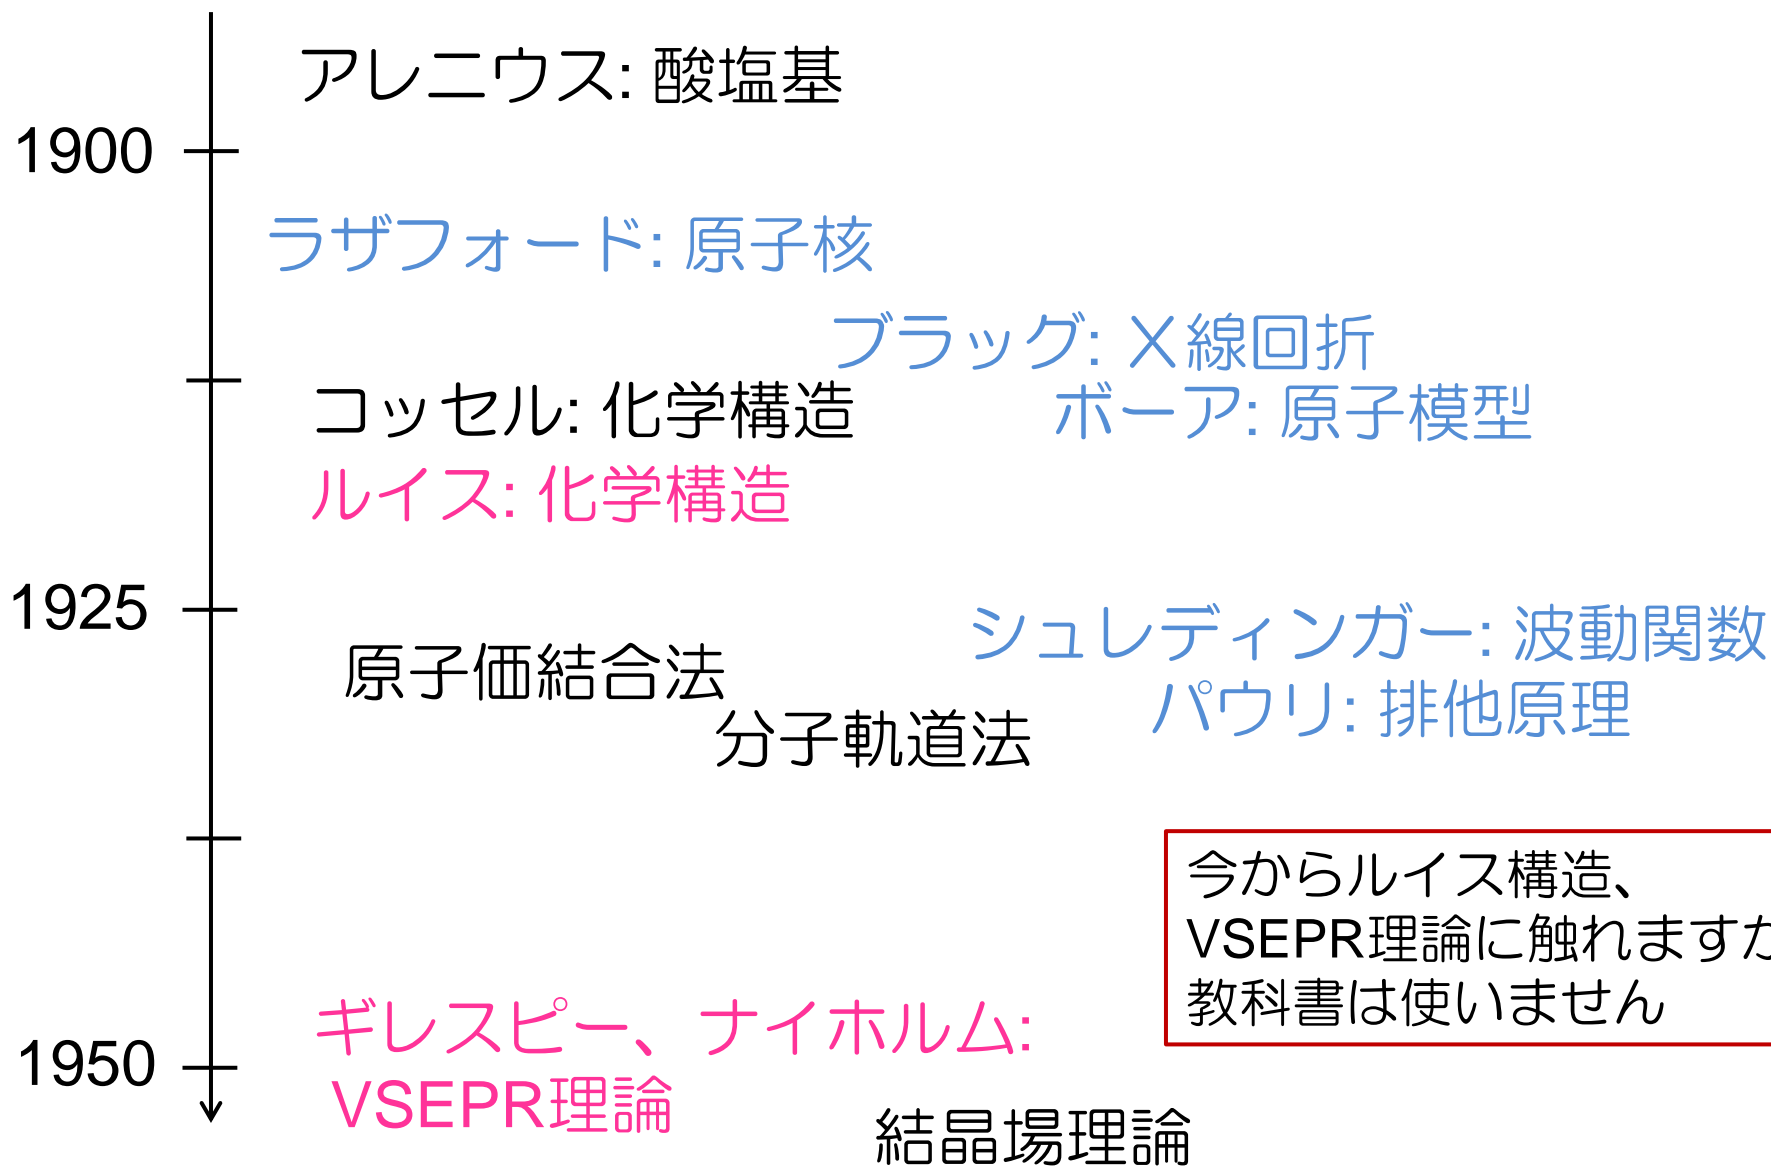 アレニウス: 酸塩基
1900
ラザフォード: 原子核
ブラッグ: X線回折
コッセル: 化学構造
ボーア: 原子模型
ルイス: 化学構造
1925
シュレディンガー: 波動関数
原子価結合法
パウリ: 排他原理
分子軌道法
今からルイス構造、
VSEPR理論に触れますが
教科書は使いません
ギレスピー、ナイホルム:
1950
VSEPR理論
結晶場理論